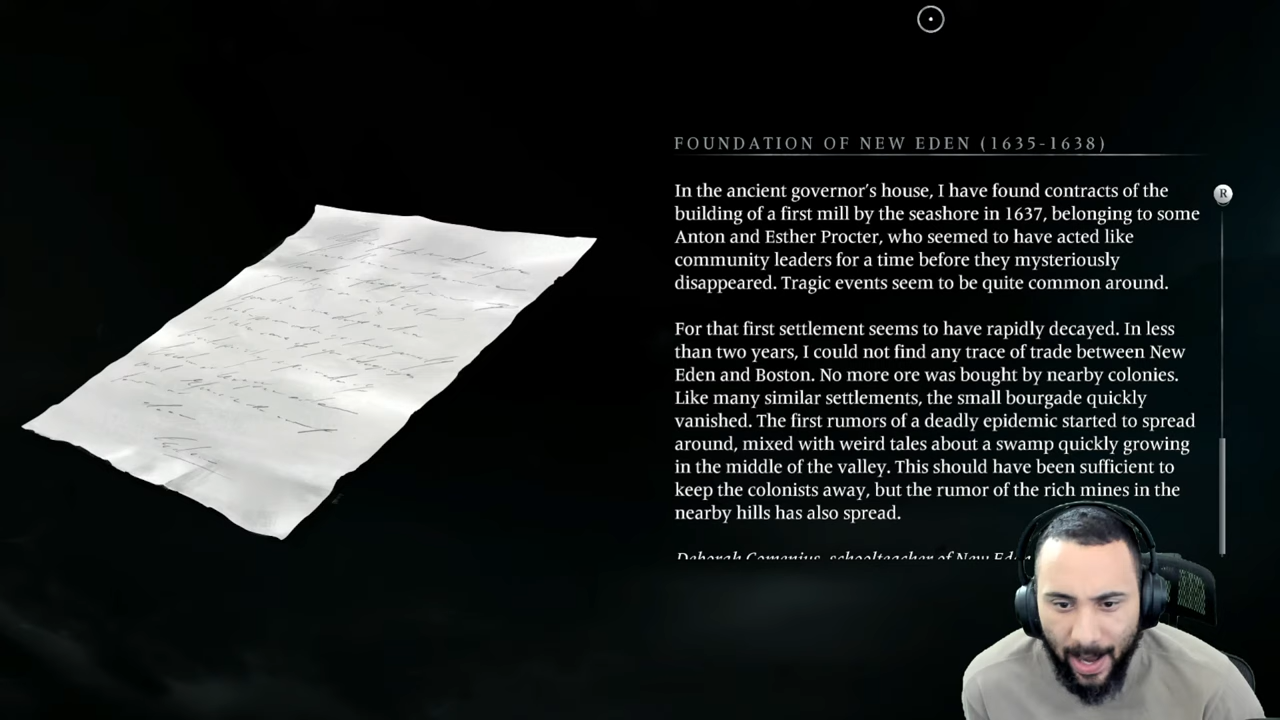 FOUNDATION OF NEW EDEN (1635-1638)
In the ancient governor's house, I have found contracts of the
building of a first mill by the seashore in 1637, belonging to some
Anton and Esther Procter, who seemed to have acted like
community leaders for a time before they mysteriously
disappeared. Tragic events seem to be quite common around.
For that first settlement seems to have rapidly decayed. In less
than two years, I could not find any trace of trade between New
Eden and Boston. No more ore was bought by nearby colonies.
Like many similar settlements, the small bourgade quickly
vanished. The first rumors of a deadly epidemic started to spread
around, mixed with weird tales about a swamp quickly growing
in the middle of the valley. This should have been sufficient to
keep the colonists away, but the rumor of the rich mines in the
nearby hills has also spread.
Deborah Comenius, schoolteacher of New Eden
R